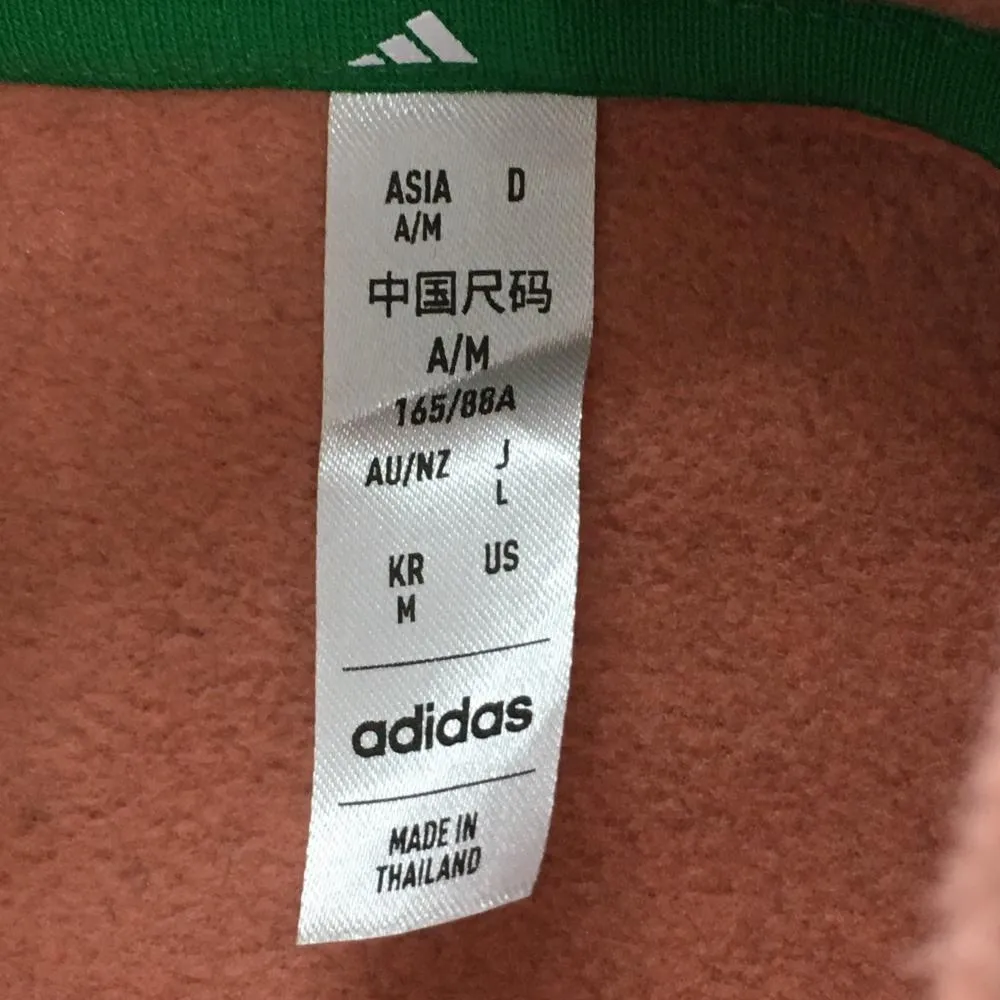 ASIA D
A/M
中国尺码
A/M
165/88A
AU/NZ J
L
KR US
M
adidas
MADE IN
THAILAND